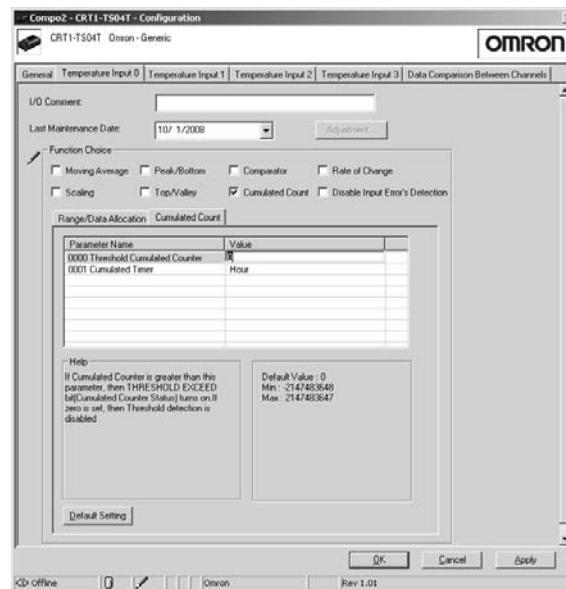 Compo2 - CRT1-TS04T - Configuration
CRT1-TS04T Omron - Generic
OMRON
General Temperature Input 0 Temperature Input 1 Temperature Input 2 Temperature Input 3 Data Comparison Between Channels
I/O Comment:
Last Maintenance Date: 10/ 1/2008 Adjustment...
Function Choice
Moving Average Peak/Bottom Comparator Rate of Change
Scaling Top/Valley Cumulated Count Disable Input Error's Detection
Range/Data Allocation Cumulated Count
Parameter Name Value
0000 Threshold Cumulated Counter 0
0001 Cumulated Timer Hour
Help
If Cumulated Counter is greater than this
parameter, then THRESHOLD EXCEED
bit(Cumulated Counter Status) turns on.If
zero is set, then Threshold detection is
disabled
Default Value : 0
Min : -2147483648
Max : 2147483647
Default Setting
OK Cancel Apply
Offline Omron Rev 1.01